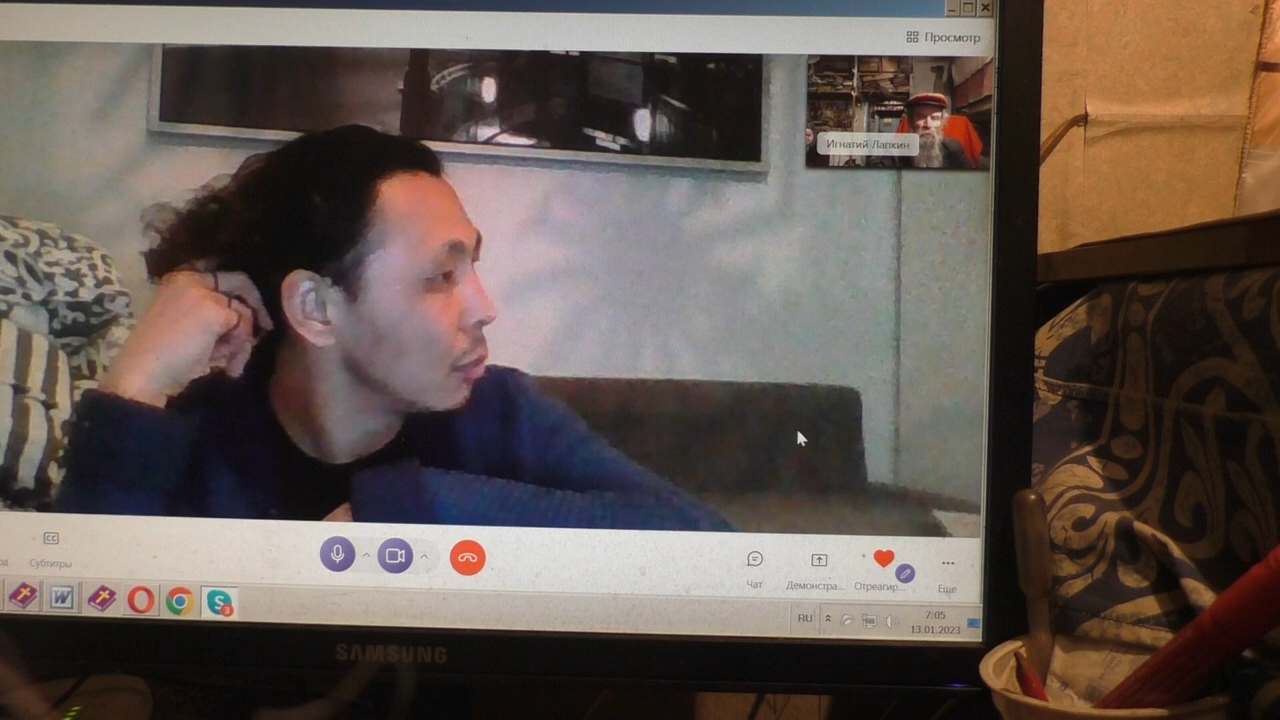 Просмотр
Игнатий Лапкин
Субтитры
Чат
Демонстра...
Отреагир...
Еще
RU
7:05
13.01.2023
SAMSUNG